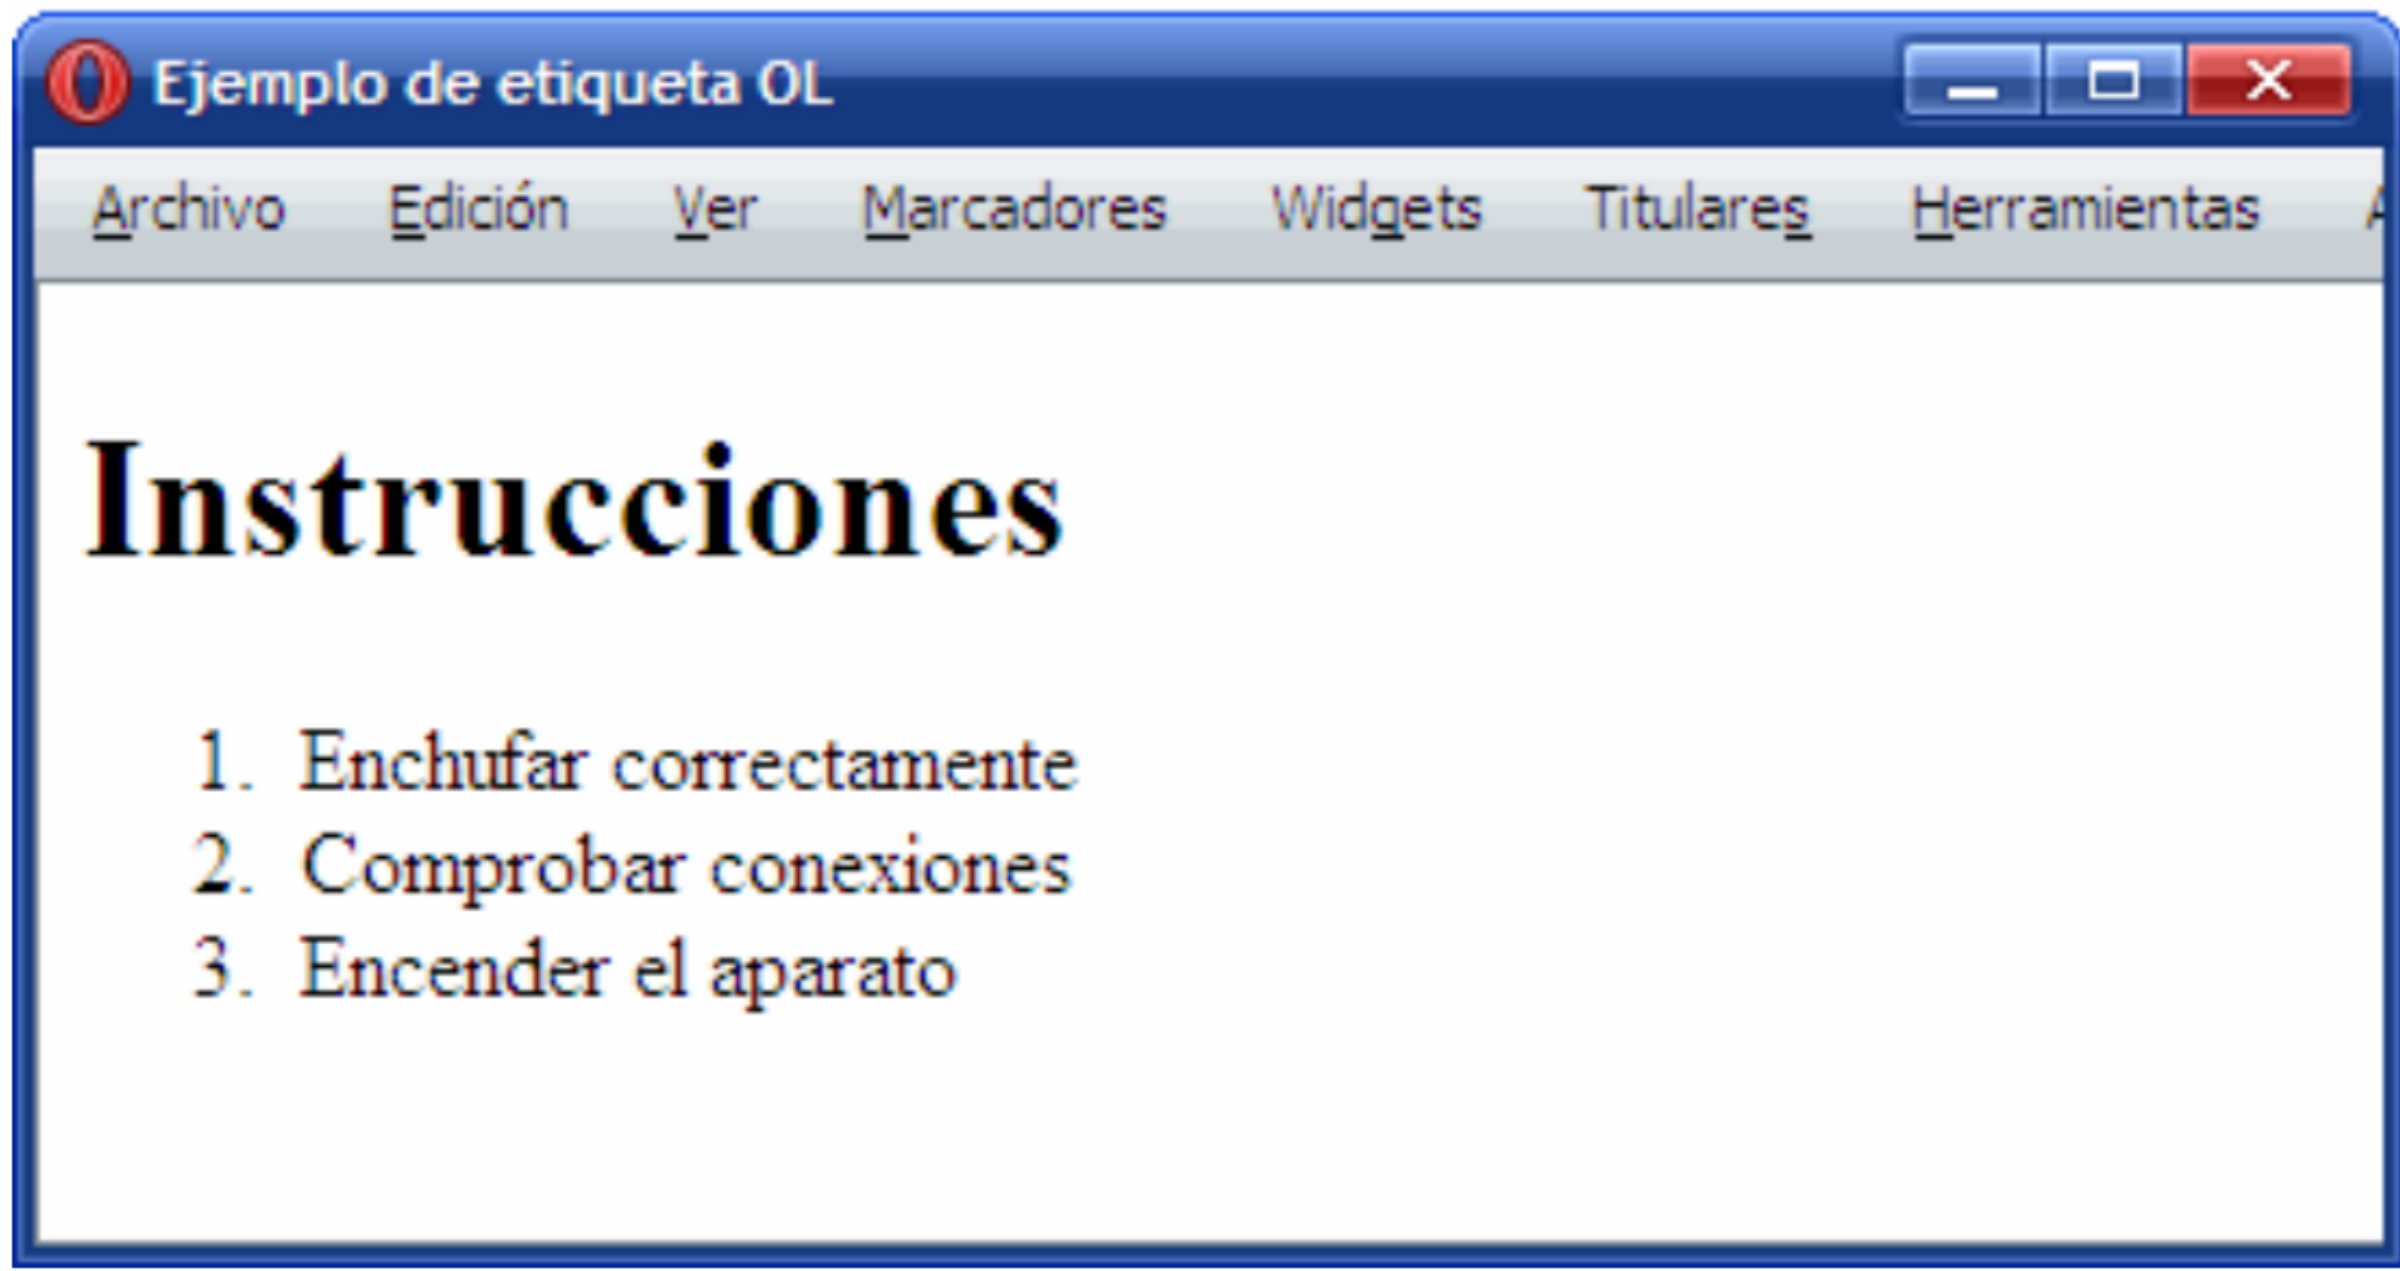 Ejemplo de etiqueta OL
Archivo Edición Ver Marcadores Widgets Titulares Herramientas
Instrucciones
1. Enchufar correctamente
2. Comprobar conexiones
3. Encender el aparato